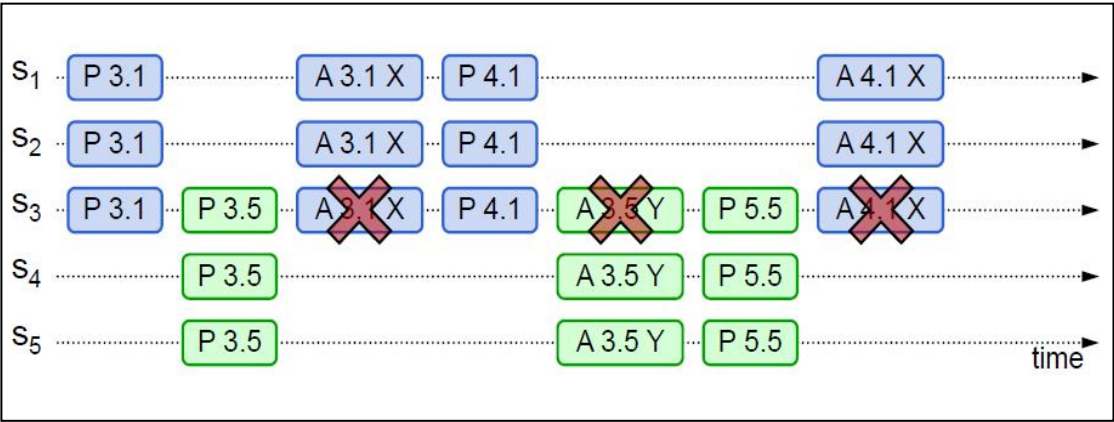 S1 P 3.1 A 3.1 X P 4.1 A 4.1 X
S2 P 3.1 A 3.1 X P 4.1 A 4.1 X
S3 P 3.1 P 3.5 A 3.1 X P 4.1 A 3.5 Y P 5.5 A 4.1 X
S4 P 3.5 A 3.5 Y P 5.5
S5 P 3.5 A 3.5 Y P 5.5
time